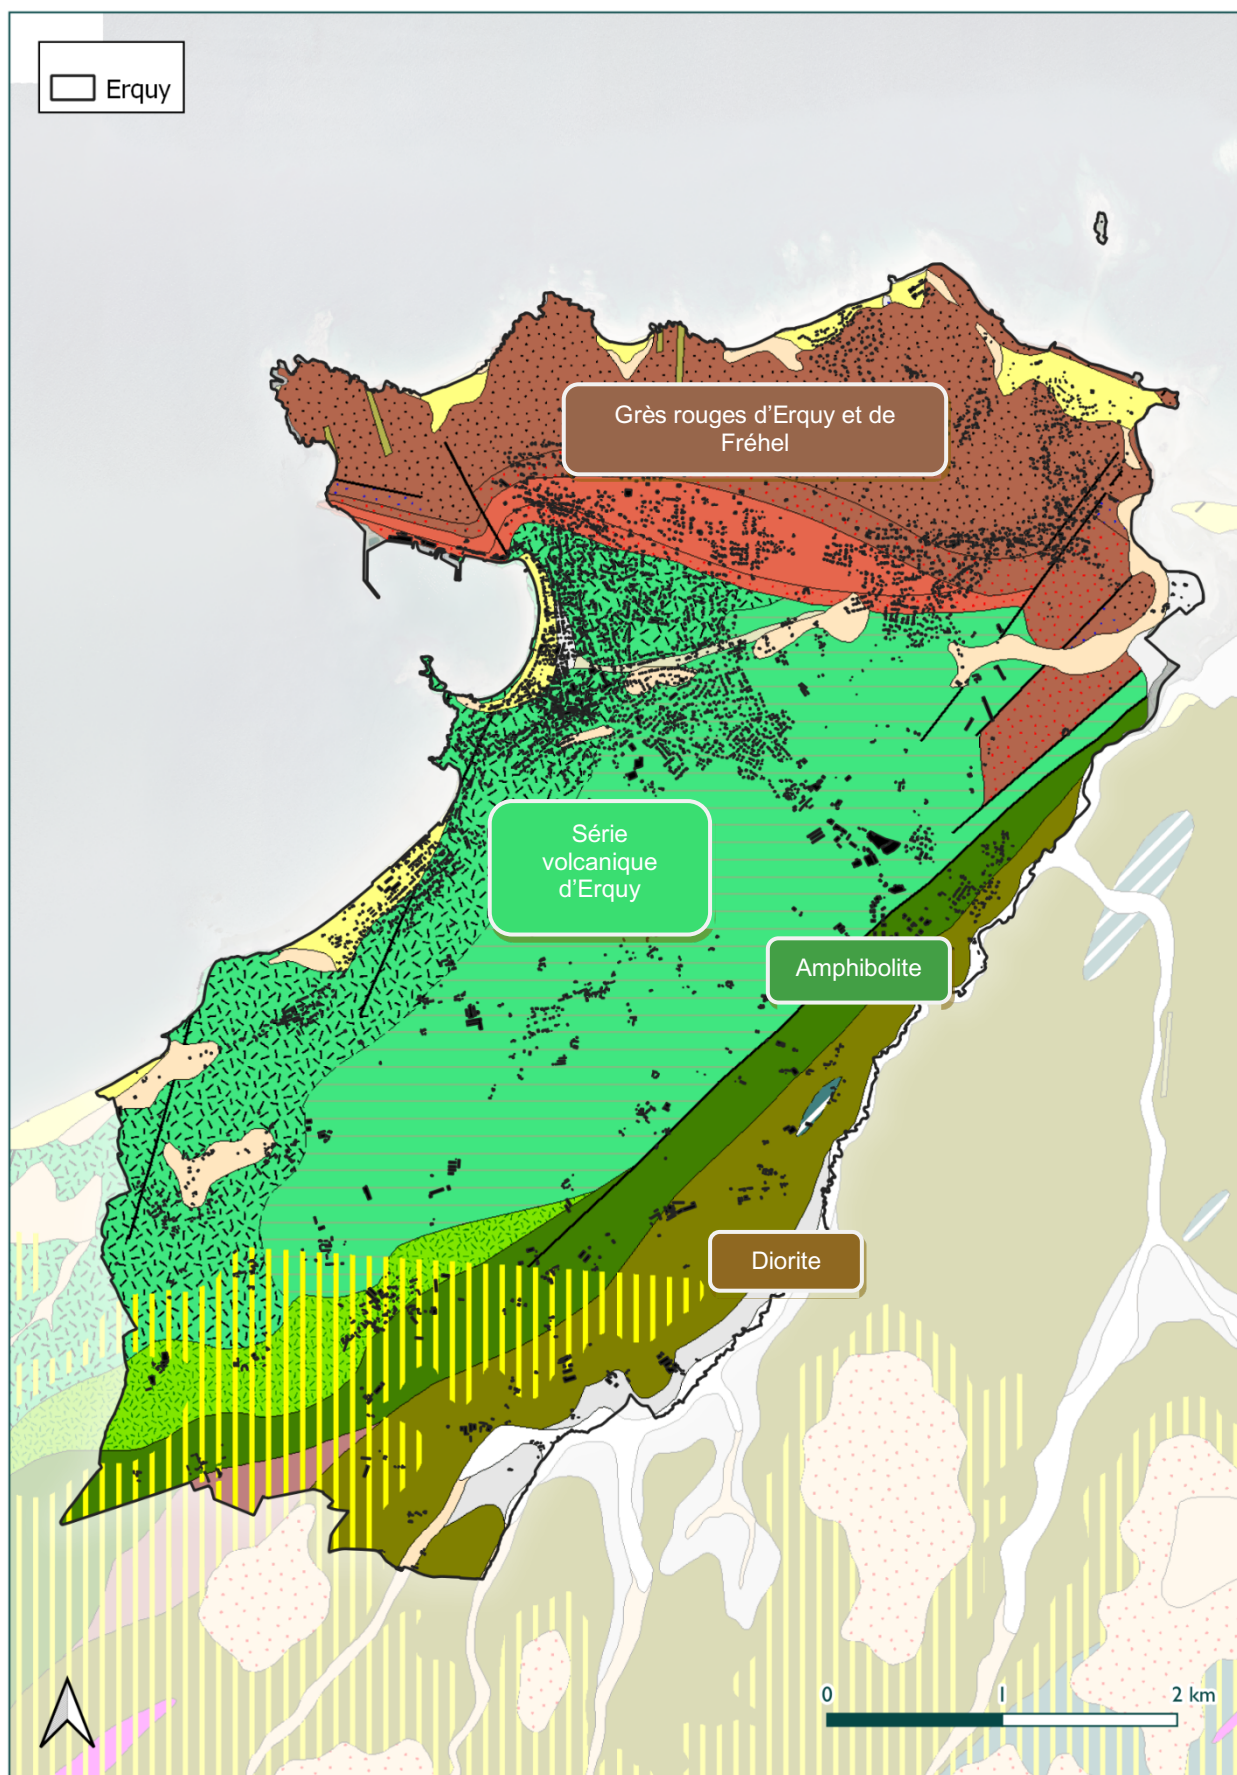 Erquy
Grès rouges d’Erquy et de
Fréhel
Série
volcanique
d’Erquy
Amphibolite
Diorite
0 1 2 km